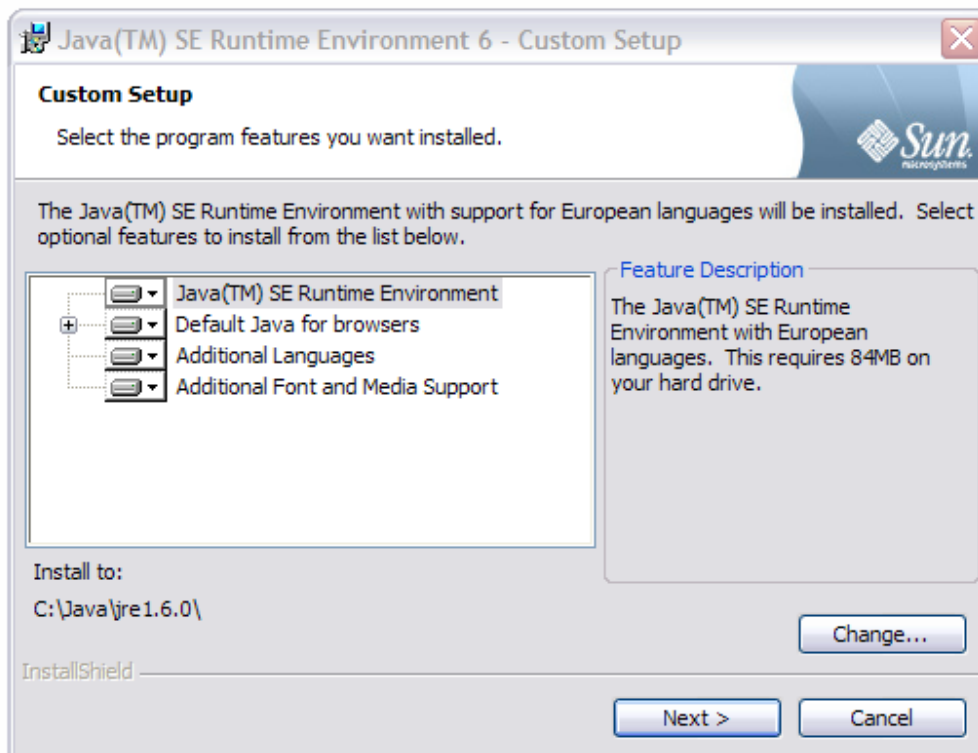 Java(TM) SE Runtime Environment 6 - Custom Setup
Custom Setup
Select the program features you want installed.
Sun
microsystems
The Java(TM) SE Runtime Environment with support for European languages will be installed.  Select
optional features to install from the list below.
Java(TM) SE Runtime Environment
Default Java for browsers
Additional Languages
Additional Font and Media Support
Feature Description
The Java(TM) SE Runtime
Environment with European
languages.  This requires 84MB on
your hard drive.
Install to:
C:\Java\jre1.6.0\
Change...
InstallShield
Next >
Cancel